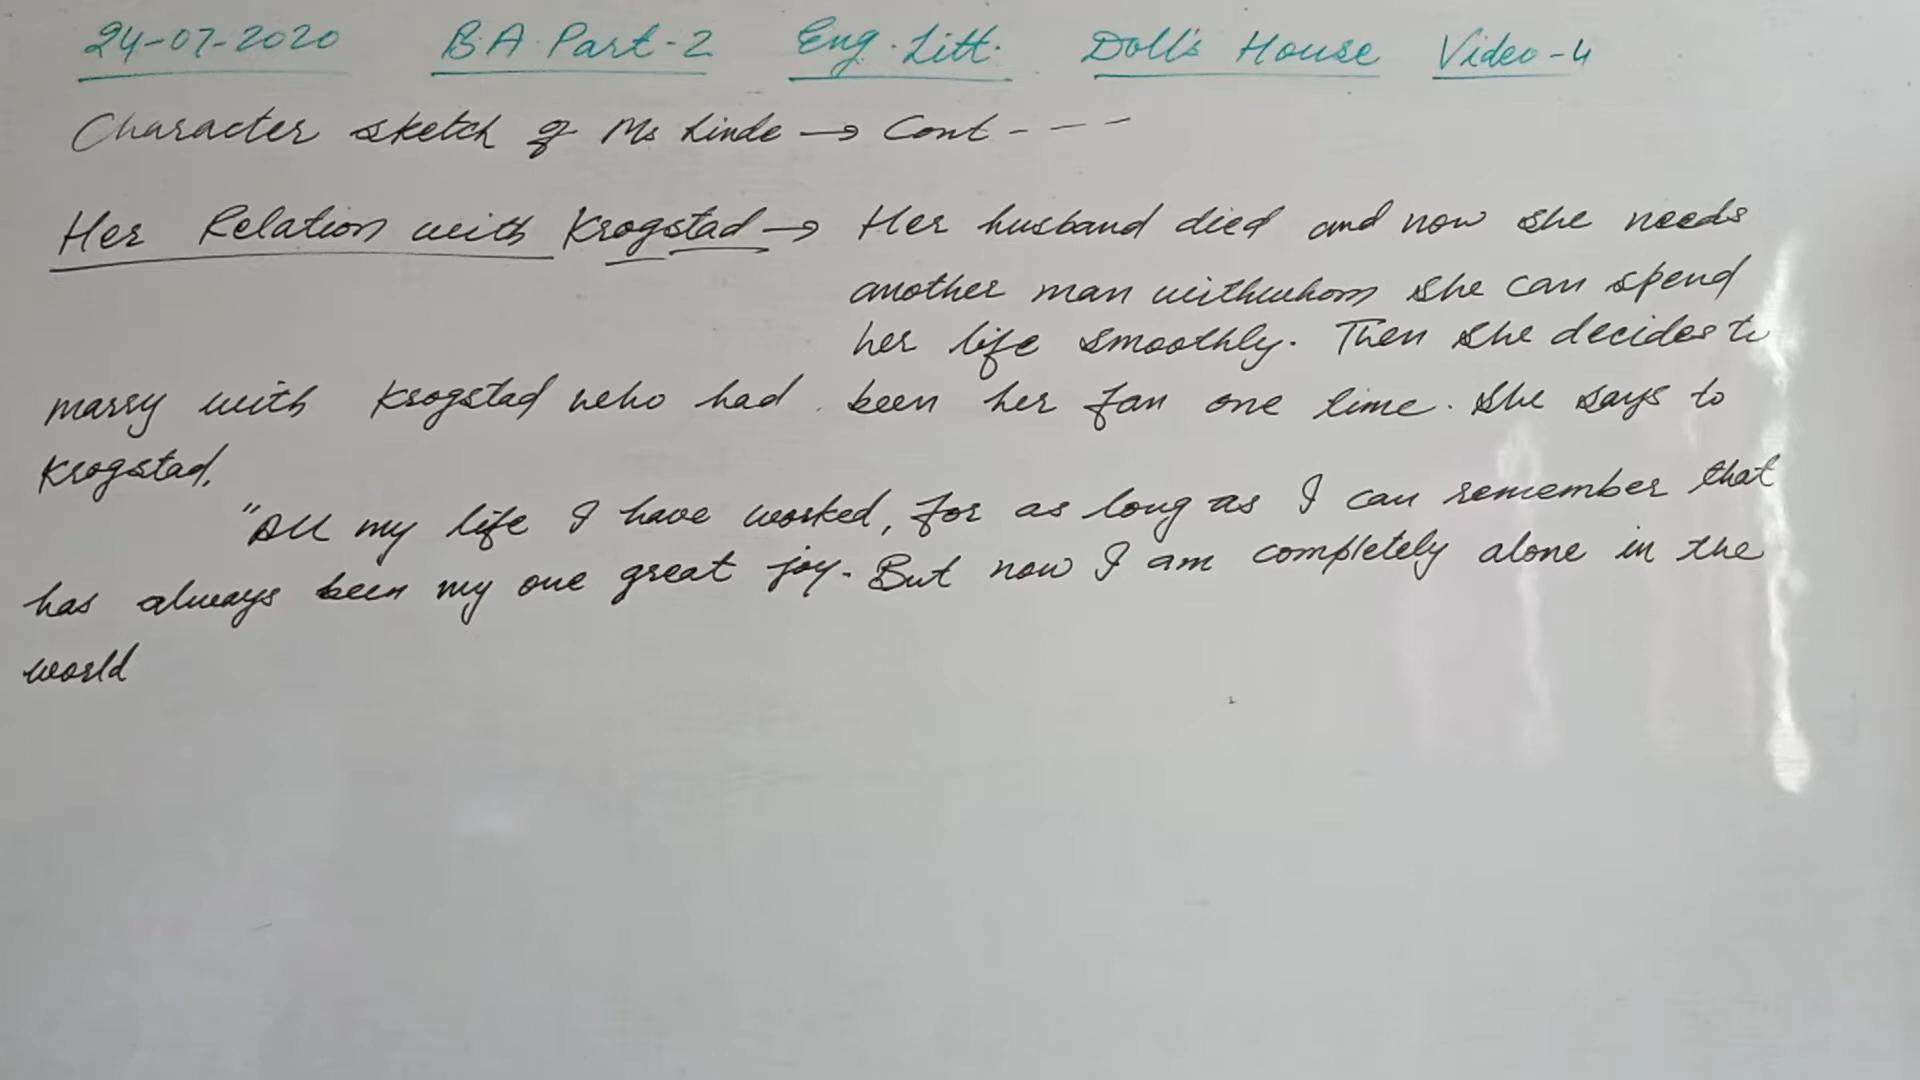 24-07-2020 B.A. Part-2 Eng. Litt. Doll's House Video-4
Character sketch of Ms Linde → Cont - - - -
Her Relation with Krogstad → Her husband died and now she needs
another man withwhom she can spend
her life smoothly. Then she decides to
marry with Krogstad who had been her fan one time. She says to
Krogstad,
"All my life I have worked, for as long as I can remember that
has always been my one great joy. But now I am completely alone in the
world